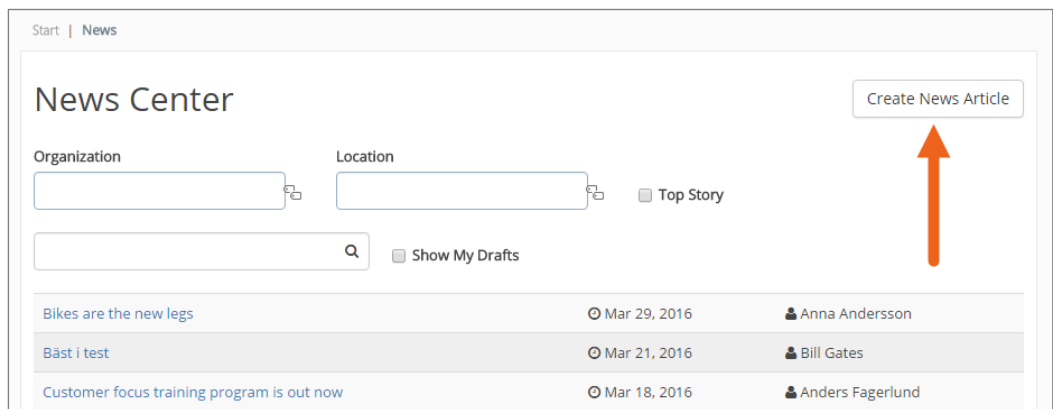 Start | News
News Center
Create News Article
Organization
Location
Top Story
Show My Drafts
Bikes are the new legs Mar 29, 2016 Anna Andersson
Bäst i test Mar 21, 2016 Bill Gates
Customer focus training program is out now Mar 18, 2016 Anders Fagerlund